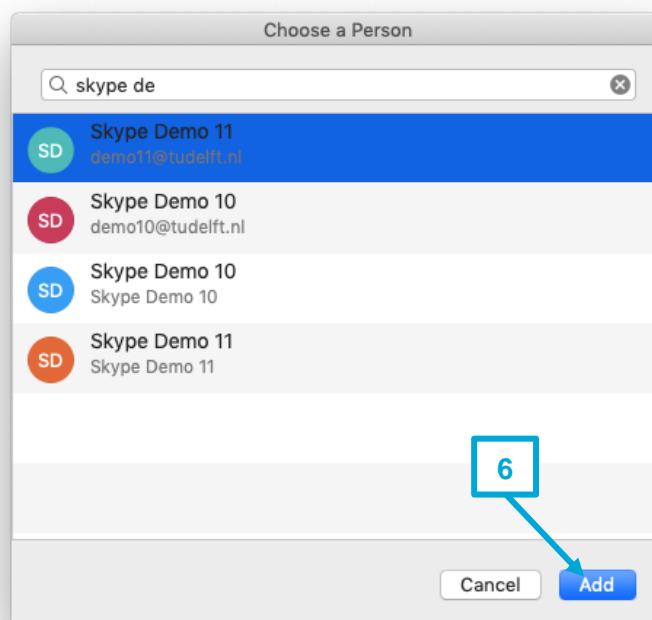 Choose a Person
skype de
SD
Skype Demo 11
demo11@tudelft.nl
SD
Skype Demo 10
demo10@tudelft.nl
SD
Skype Demo 10
Skype Demo 10
SD
Skype Demo 11
Skype Demo 11
6
Cancel Add